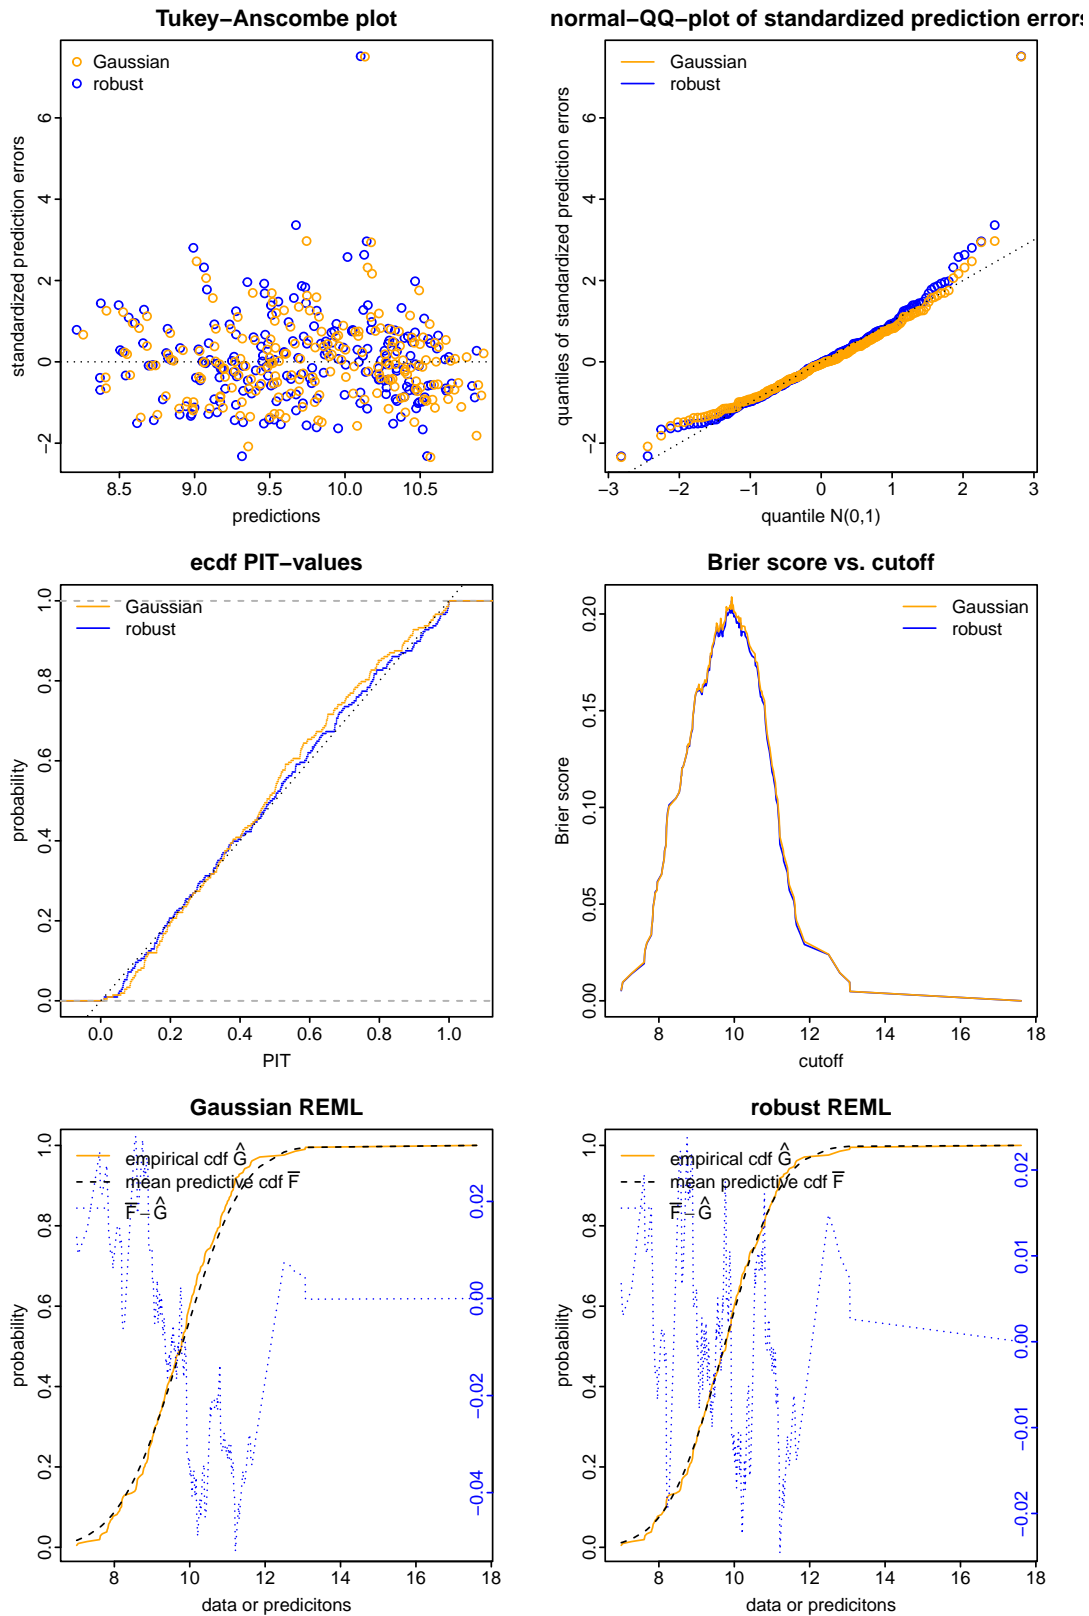 Tukey−Anscombe plot
Gaussian
robust
standardized prediction errors
−2 0 2 4 6
8.5 9.0 9.5 10.0 10.5
predictions
normal−QQ−plot of standardized prediction errors
Gaussian
robust
quantiles of standardized prediction errors
−2 0 2 4 6
−3 −2 −1 0 1 2 3
quantile N(0,1)
ecdf PIT−values
Gaussian
robust
probability
0.0 0.2 0.4 0.6 0.8 1.0
0.0 0.2 0.4 0.6 0.8 1.0
PIT
Brier score vs. cutoff
Gaussian
robust
Brier score
0.00 0.05 0.10 0.15 0.20
8 10 12 14 16 18
cutoff
Gaussian REML
empirical cdf Ĝ
mean predictive cdf F̅
F̅−Ĝ
probability
0.0 0.2 0.4 0.6 0.8 1.0
−0.04 −0.02 0.00 0.02
8 10 12 14 16 18
data or predicitons
robust REML
empirical cdf Ĝ
mean predictive cdf F̅
F̅−Ĝ
probability
0.0 0.2 0.4 0.6 0.8 1.0
−0.02 −0.01 0.00 0.01 0.02
8 10 12 14 16 18
data or predicitons